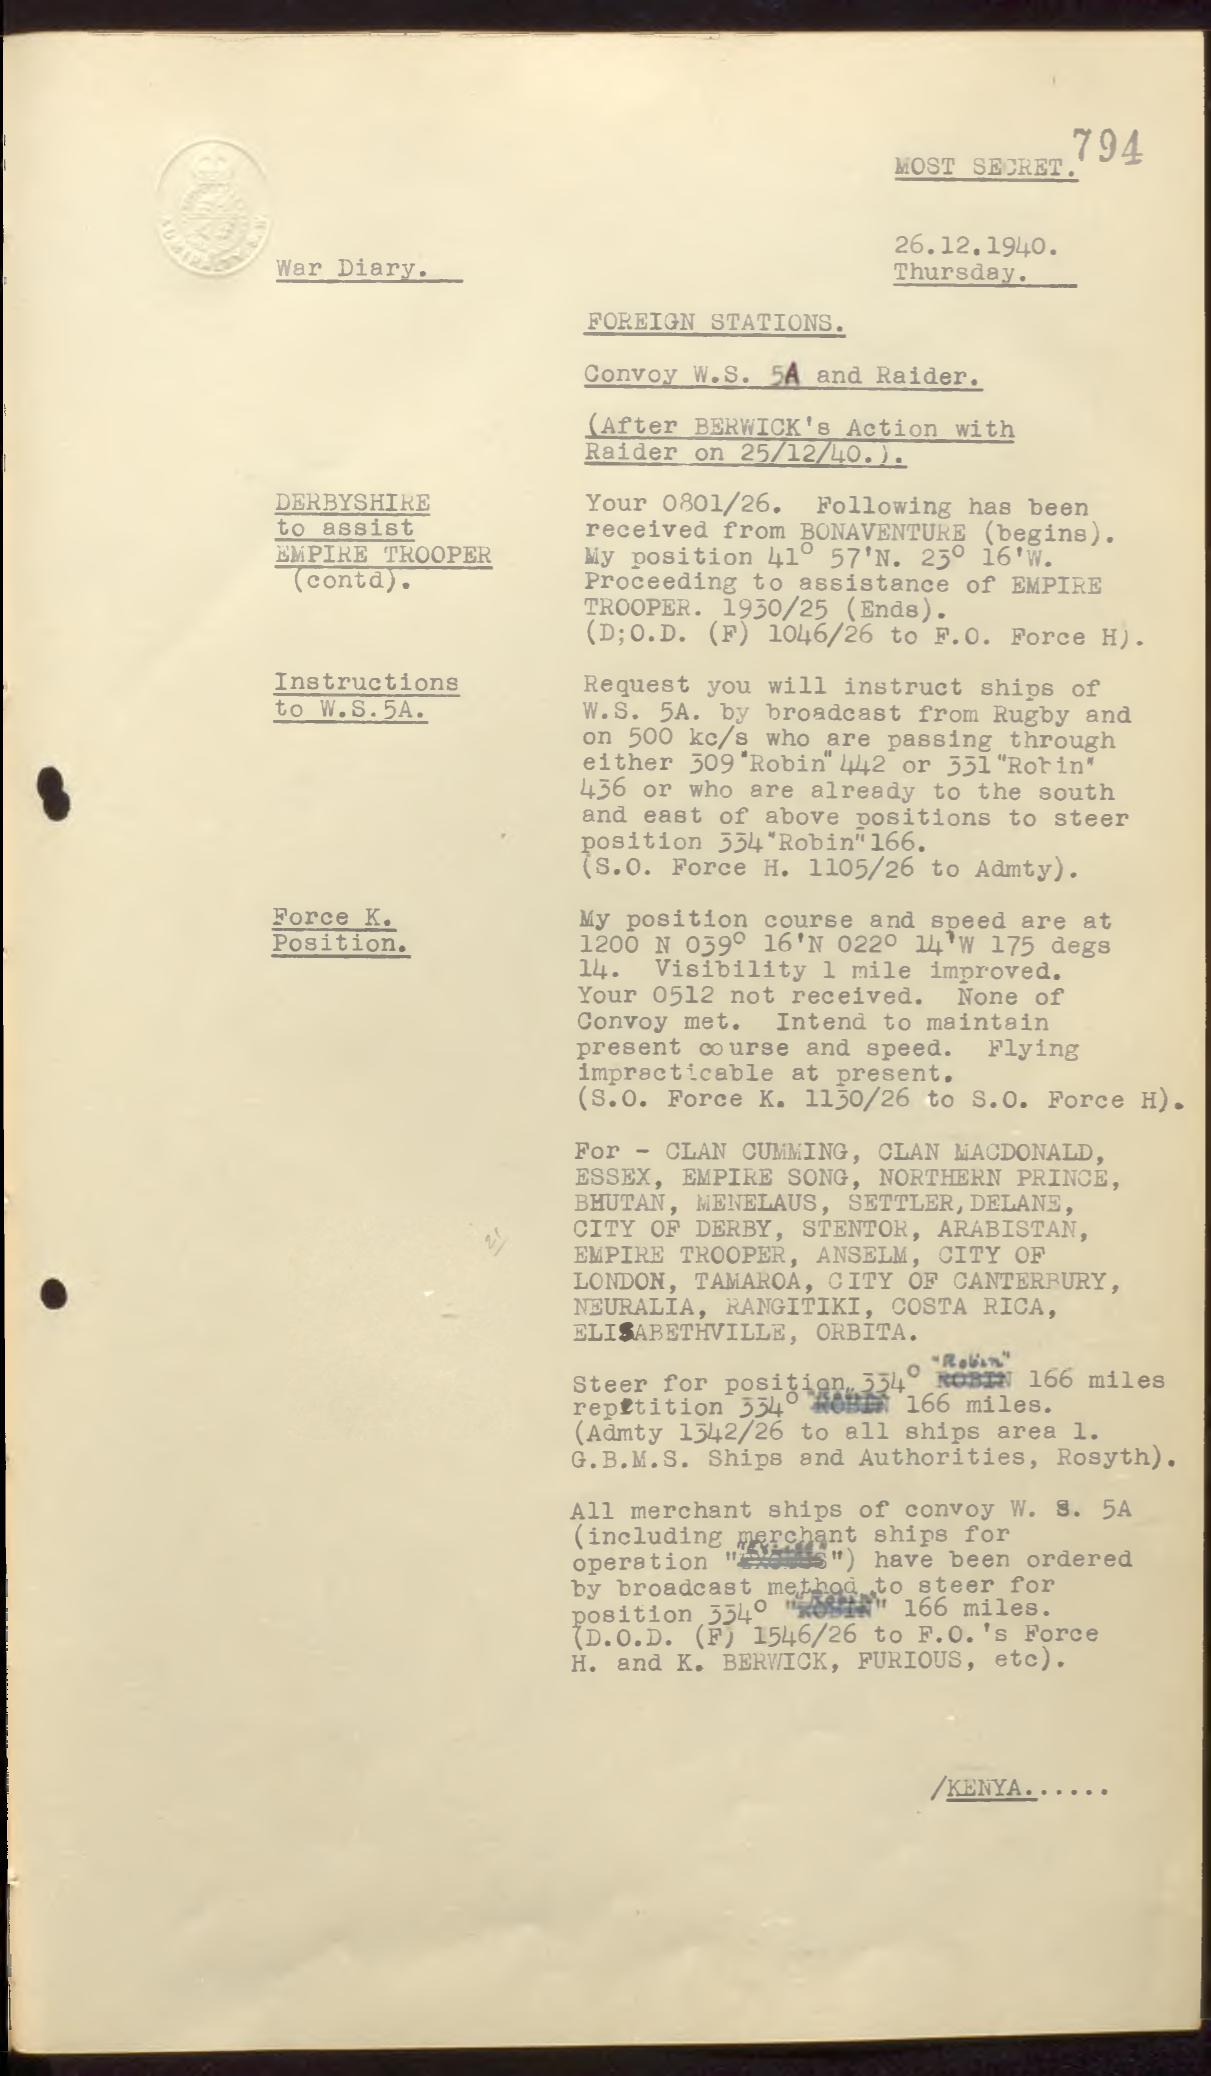 794
MOST SECRET.
26.12.1940.
Thursday.
War Diary.
FOREIGN STATIONS.
Convoy W.S. 5A and Raider.
(After BERWICK's Action with
Raider on 25/12/40.).
DERBYSHIRE
to assist
EMPIRE TROOPER
(contd).
Your 0801/26. Following has been
received from BONAVENTURE (begins).
My position 41° 57'N. 23° 16'W.
Proceeding to assistance of EMPIRE
TROOPER. 1930/25 (Ends).
(D;O.D. (F) 1046/26 to F.O. Force H).
Instructions
to W.S.5A.
Request you will instruct ships of
W.S. 5A. by broadcast from Rugby and
on 500 kc/s who are passing through
either 309 "Robin" 442 or 331 "Robin"
436 or who are already to the south
and east of above positions to steer
position 334 "Robin" 166.
(S.O. Force H. 1105/26 to Admty).
Force K.
Position.
My position course and speed are at
1200 N 039° 16'N 022° 14'W 175 degs
14. Visibility 1 mile improved.
Your 0512 not received. None of
Convoy met. Intend to maintain
present course and speed. Flying
impracticable at present.
(S.O. Force K. 1130/26 to S.O. Force H).
For - CLAN CUMMING, CLAN MACDONALD,
ESSEX, EMPIRE SONG, NORTHERN PRINCE,
BHUTAN, MENELAUS, SETTLER, DELANE,
CITY OF DERBY, STENTOR, ARABISTAN,
EMPIRE TROOPER, ANSELM, CITY OF
LONDON, TAMAROA, CITY OF CANTERBURY,
NEURALIA, RANGITIKI, COSTA RICA,
ELISABETHVILLE, ORBITA.
"Robin"
Steer for position 334° ROBIN 166 miles
repetition 334° ROBIN 166 miles.
(Admty 1342/26 to all ships area 1.
G.B.M.S. Ships and Authorities, Rosyth).
All merchant ships of convoy W. S. 5A
(including merchant ships for
operation " ") have been ordered
by broadcast method to steer for
"Robin"
position 334° "ROBIN" 166 miles.
(D.O.D. (F) 1546/26 to F.O.'s Force
H. and K. BERWICK, FURIOUS, etc).
/KENYA......